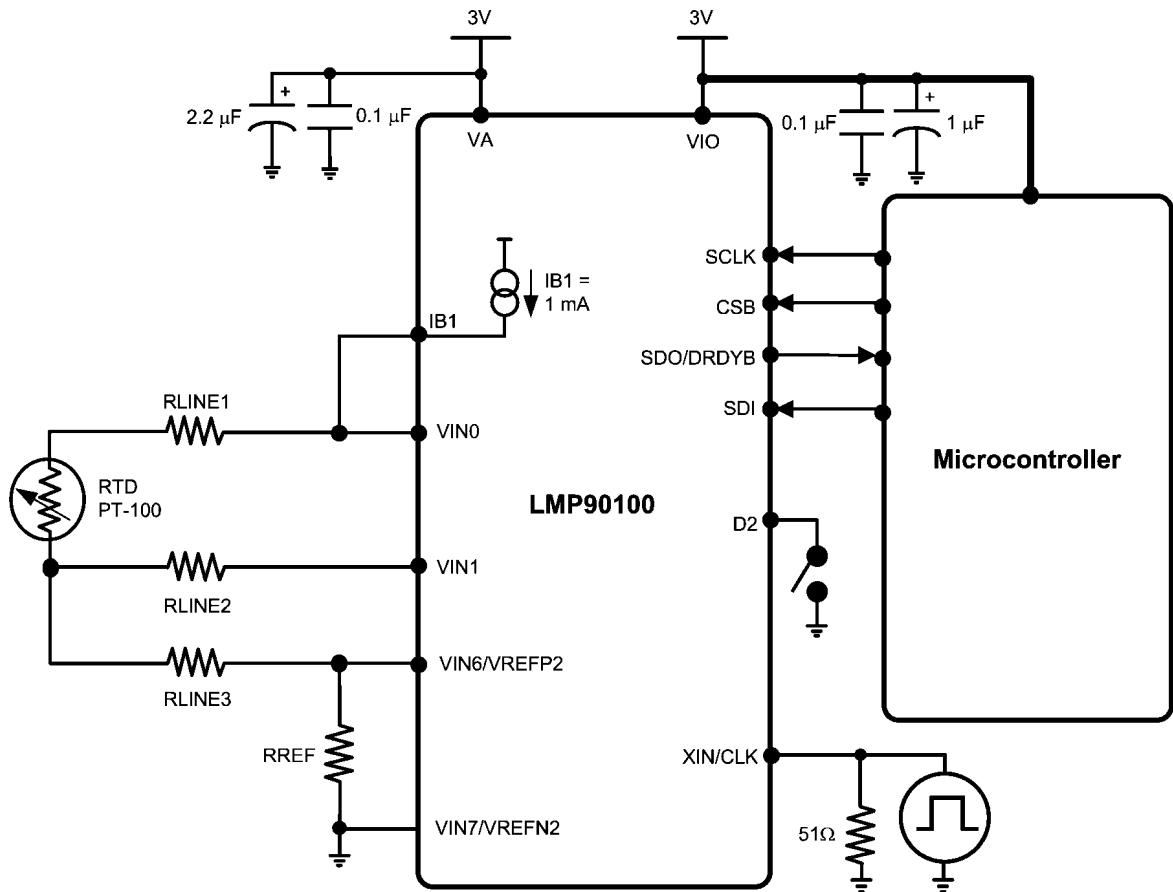 3V
3V
2.2 µF
+
0.1 µF
0.1 µF
+
1 µF
VA
VIO
SCLK
IB1 =
1 mA
CSB
IB1
SDO/DRDYB
RLINE1
SDI
VIN0
Microcontroller
RTD
PT-100
LMP90100
D2
VIN1
RLINE2
VIN6/VREFP2
RLINE3
RREF
XIN/CLK
VIN7/VREFN2
51Ω